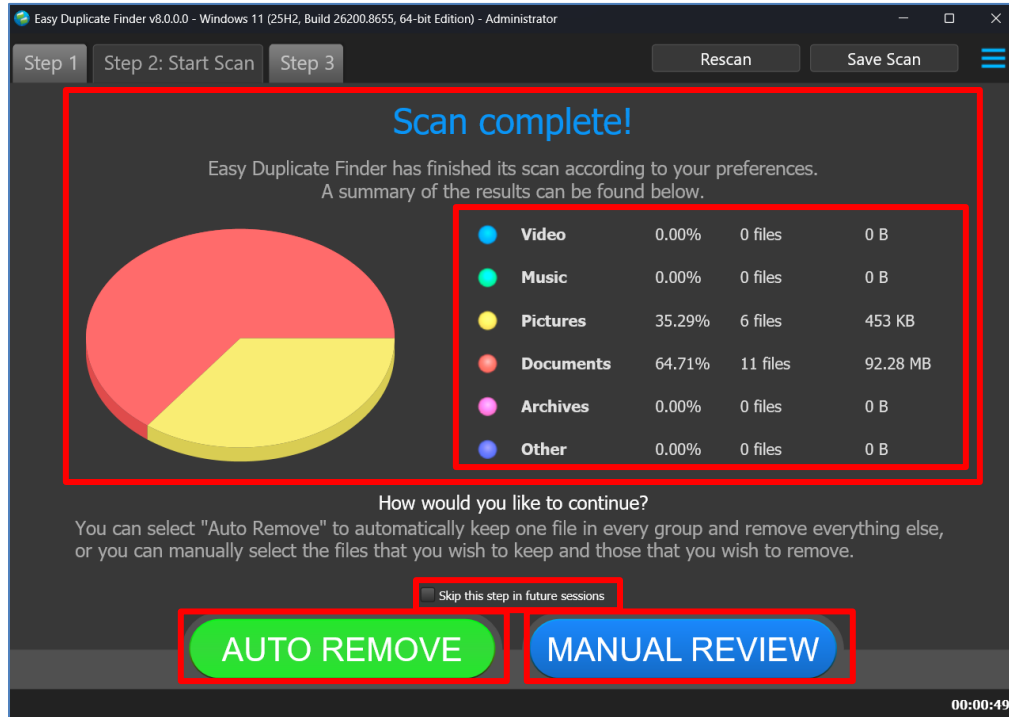 Easy Duplicate Finder v8.0.0.0 - Windows 11 (25H2, Build 26200.8655, 64-bit Edition) - Administrator
Step 1 Step 2: Start Scan Step 3 Rescan Save Scan
Scan complete!
Easy Duplicate Finder has finished its scan according to your preferences.
A summary of the results can be found below.
Video 0.00% 0 files 0 B
Music 0.00% 0 files 0 B
Pictures 35.29% 6 files 453 KB
Documents 64.71% 11 files 92.28 MB
Archives 0.00% 0 files 0 B
Other 0.00% 0 files 0 B
How would you like to continue?
You can select "Auto Remove" to automatically keep one file in every group and remove everything else,
or you can manually select the files that you wish to keep and those that you wish to remove.
Skip this step in future sessions
AUTO REMOVE MANUAL REVIEW
00:00:49